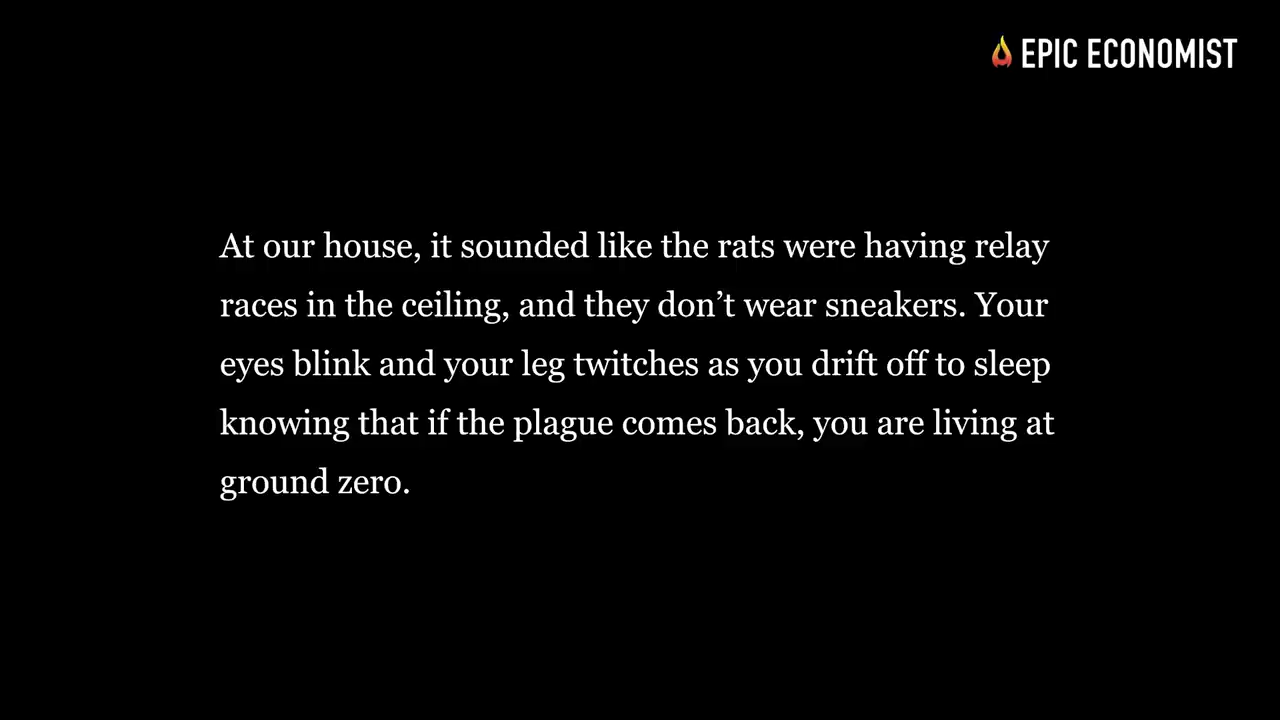 EPIC ECONOMIST
At our house, it sounded like the rats were having relay
races in the ceiling, and they don’t wear sneakers. Your
eyes blink and your leg twitches as you drift off to sleep
knowing that if the plague comes back, you are living at
ground zero.